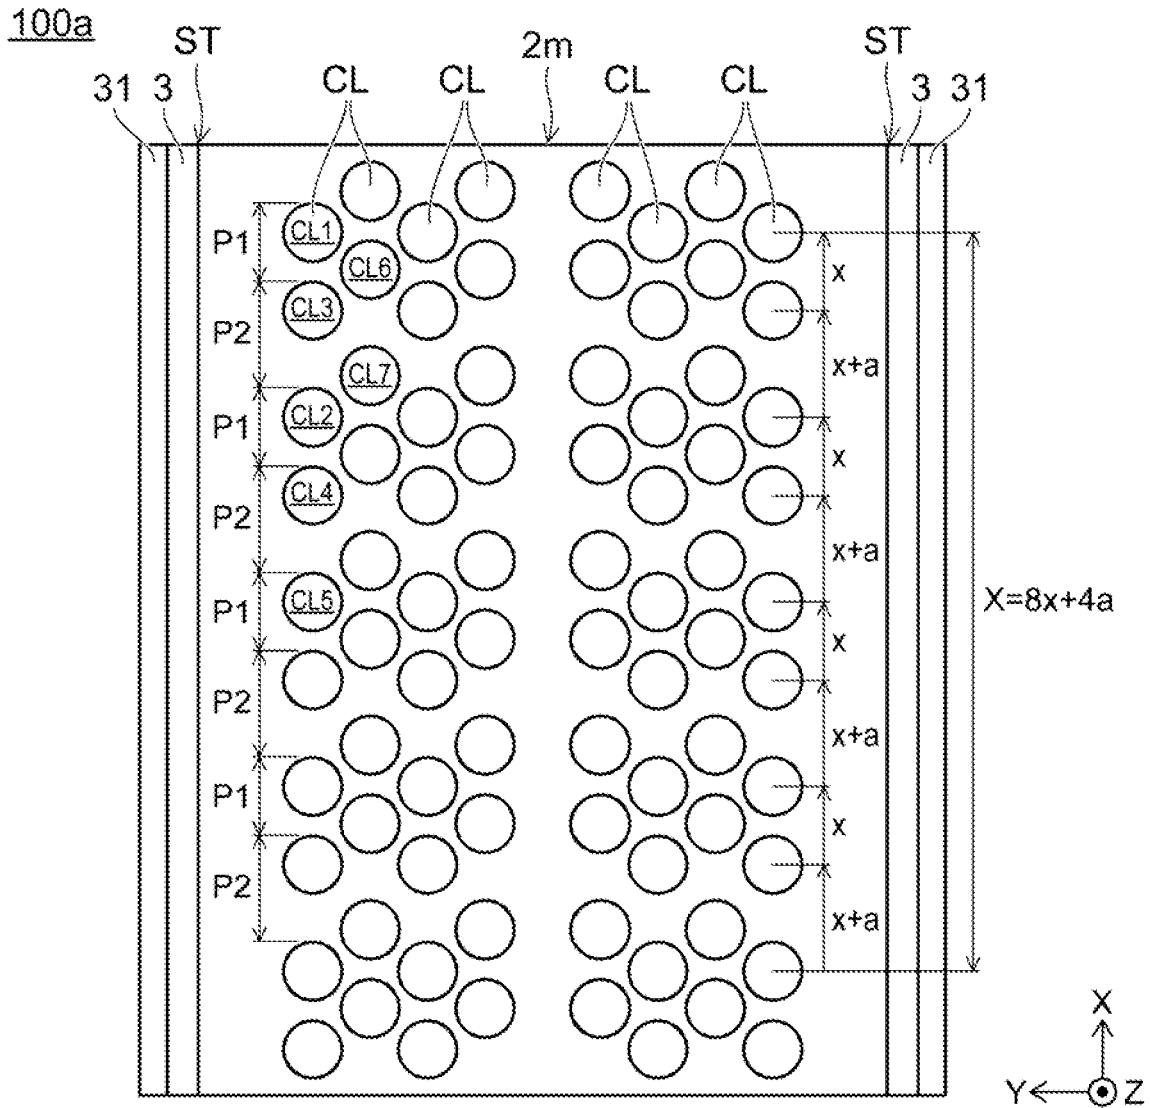 100a
ST 2m ST
31 3 CL CL CL CL 3 31
P1 CL1
CL6 x
CL3
P2 x+a
CL7
P1 CL2
x
CL4
P2
x+a
P1 CL5 X=8x+4a
x
P2
x+a
P1
x
P2
x+a
X
Y Z